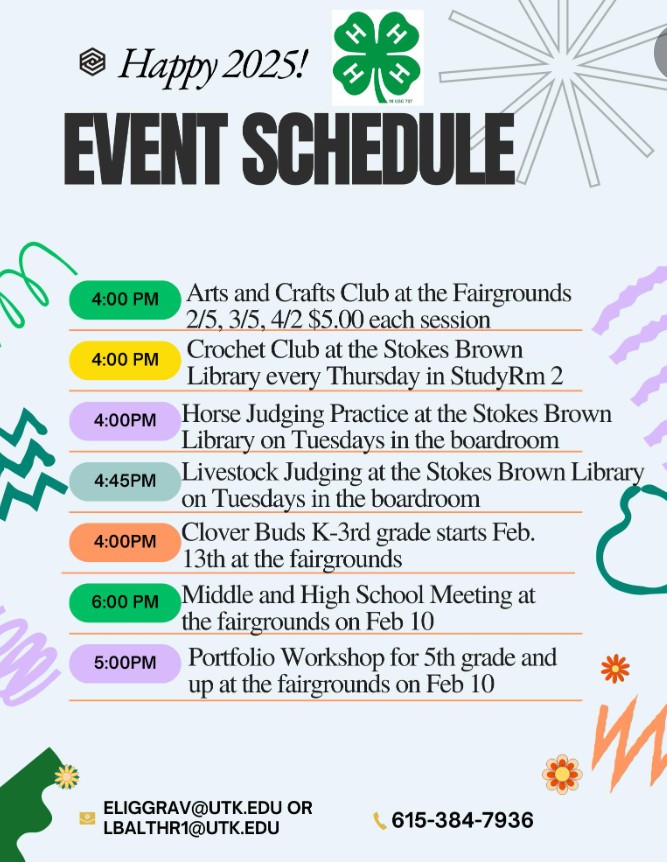 Happy 2025!
H H
H H
EVENT SCHEDULE
4:00 PM
Arts and Crafts Club at the Fairgrounds
2/5, 3/5, 4/2 $5.00 each session
4:00 PM
Crochet Club at the Stokes Brown
Library every Thursday in StudyRm 2
4:00PM
Horse Judging Practice at the Stokes Brown
Library on Tuesdays in the boardroom
4:45PM
Livestock Judging at the Stokes Brown Library
on Tuesdays in the boardroom
4:00PM
Clover Buds K-3rd grade starts Feb.
13th at the fairgrounds
6:00 PM
Middle and High School Meeting at
the fairgrounds on Feb 10
5:00PM
Portfolio Workshop for 5th grade and
up at the fairgrounds on Feb 10
ELIGGRAV@UTK.EDU OR
LBALTHR1@UTK.EDU
615-384-7936